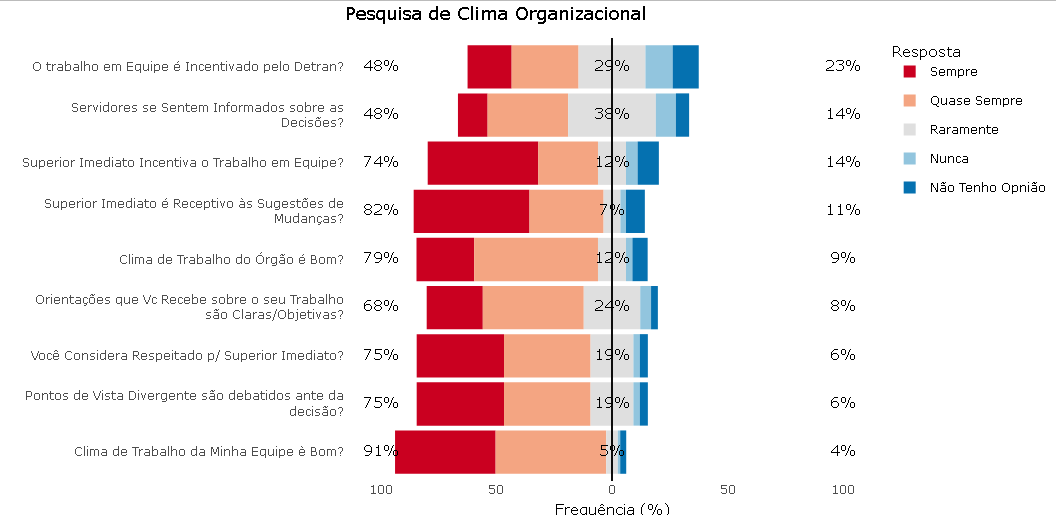 Pesquisa de Clima Organizacional
Resposta
Sempre
Quase Sempre
Raramente
Nunca
Não Tenho Opnião
O trabalho em Equipe é Incentivado pelo Detran? 48% 29% 23%
Servidores se Sentem Informados sobre as
Decisões? 48% 38% 14%
Superior Imediato Incentiva o Trabalho em Equipe? 74% 12% 14%
Superior Imediato é Receptivo às Sugestões de
Mudanças? 82% 7% 11%
Clima de Trabalho do Órgão é Bom? 79% 12% 9%
Orientações que Vc Recebe sobre o seu Trabalho
são Claras/Objetivas? 68% 24% 8%
Você Considera Respeitado p/ Superior Imediato? 75% 19% 6%
Pontos de Vista Divergente são debatidos ante da
decisão? 75% 19% 6%
Clima de Trabalho da Minha Equipe è Bom? 91% 5% 4%
100 50 0 50 100
Frequência (%)